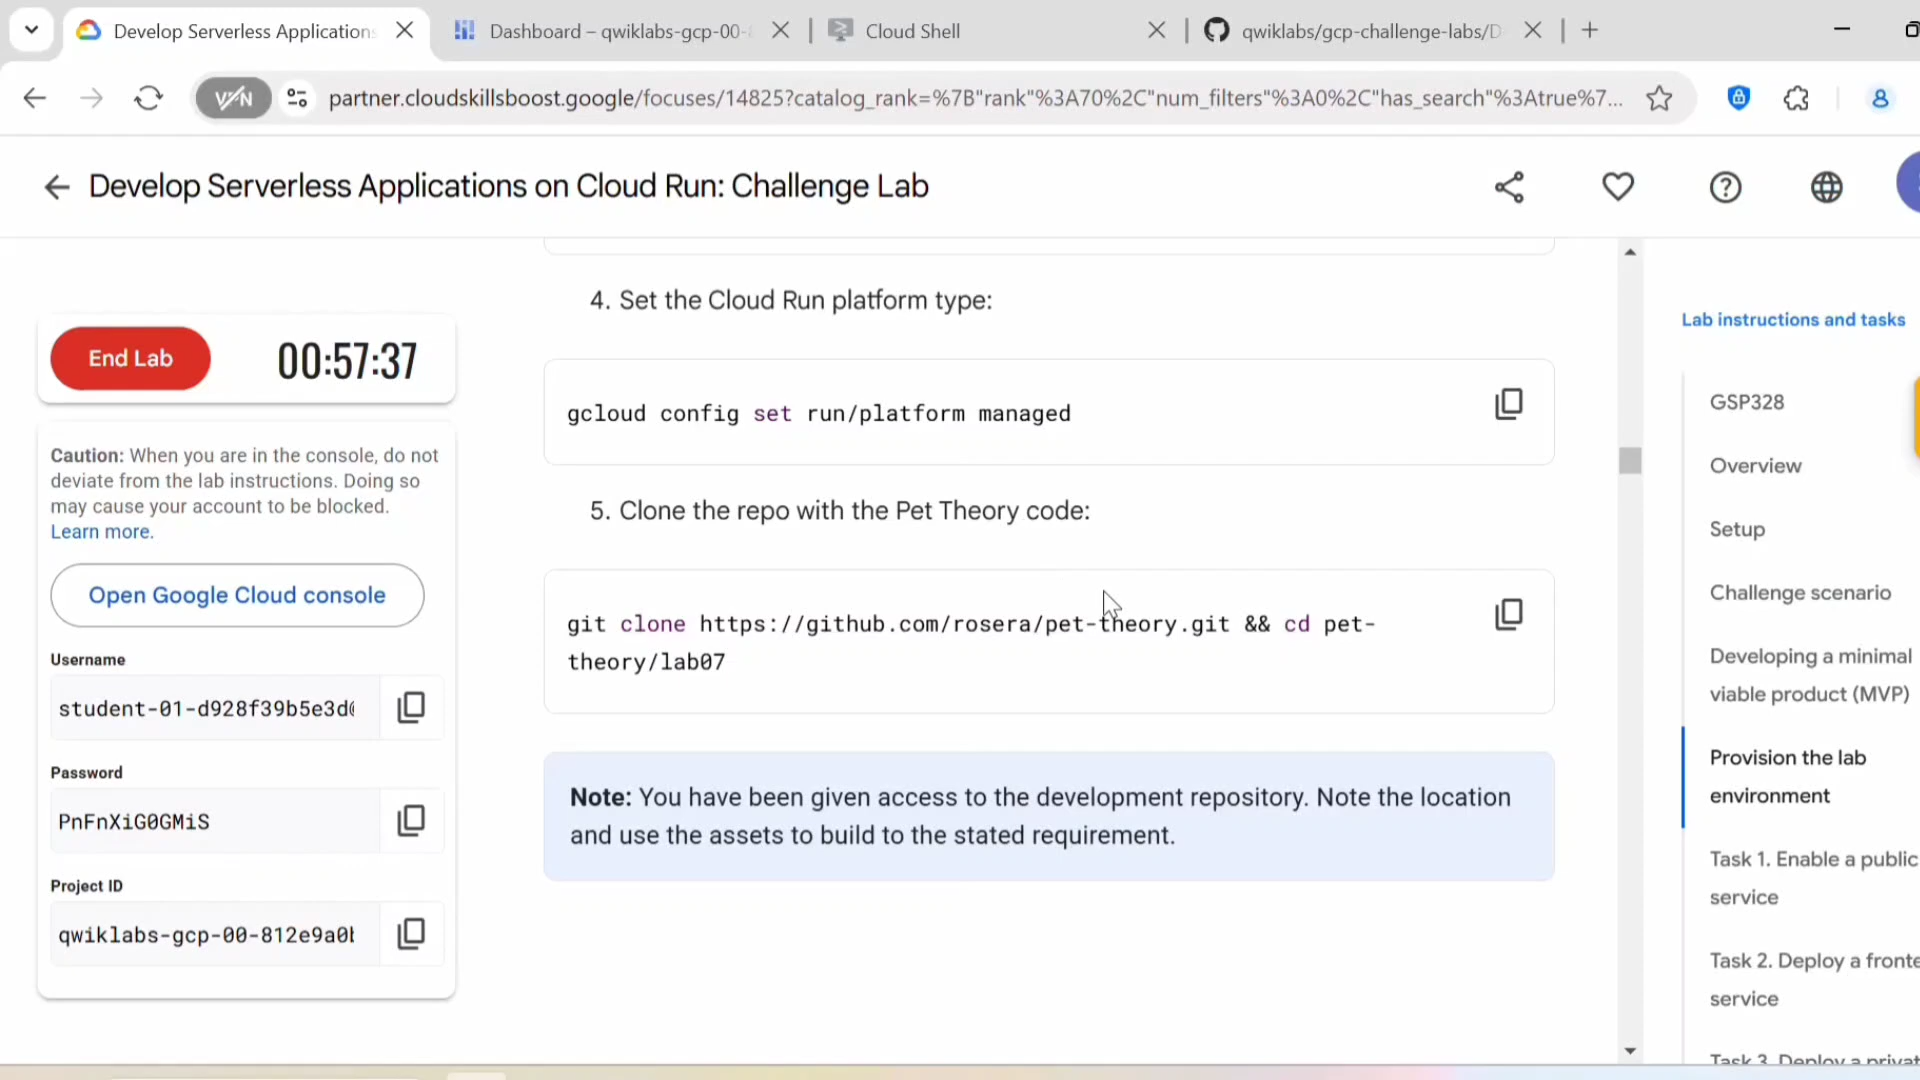 Develop Serverless Applications
Dashboard – qwiklabs-gcp-00-
Cloud Shell
qwiklabs/gcp-challenge-labs/D
VPN
partner.cloudskillsboost.google/focuses/14825?catalog_rank=%7B"rank"%3A70%2C"num_filters"%3A0%2C"has_search"%3Atrue%7...
Develop Serverless Applications on Cloud Run: Challenge Lab
End Lab
00:57:37
Caution: When you are in the console, do not
deviate from the lab instructions. Doing so
may cause your account to be blocked.
Learn more.
Open Google Cloud console
Username
student-01-d928f39b5e3d@
Password
PnFnXiG0GMiS
Project ID
qwiklabs-gcp-00-812e9a0b
4. Set the Cloud Run platform type:
gcloud config set run/platform managed
5. Clone the repo with the Pet Theory code:
git clone https://github.com/rosera/pet-theory.git && cd pet-
theory/lab07
Note: You have been given access to the development repository. Note the location
and use the assets to build to the stated requirement.
Lab instructions and tasks
GSP328
Overview
Setup
Challenge scenario
Developing a minimal
viable product (MVP)
Provision the lab
environment
Task 1. Enable a public
service
Task 2. Deploy a fronte
service
Task 3. Deploy a privat